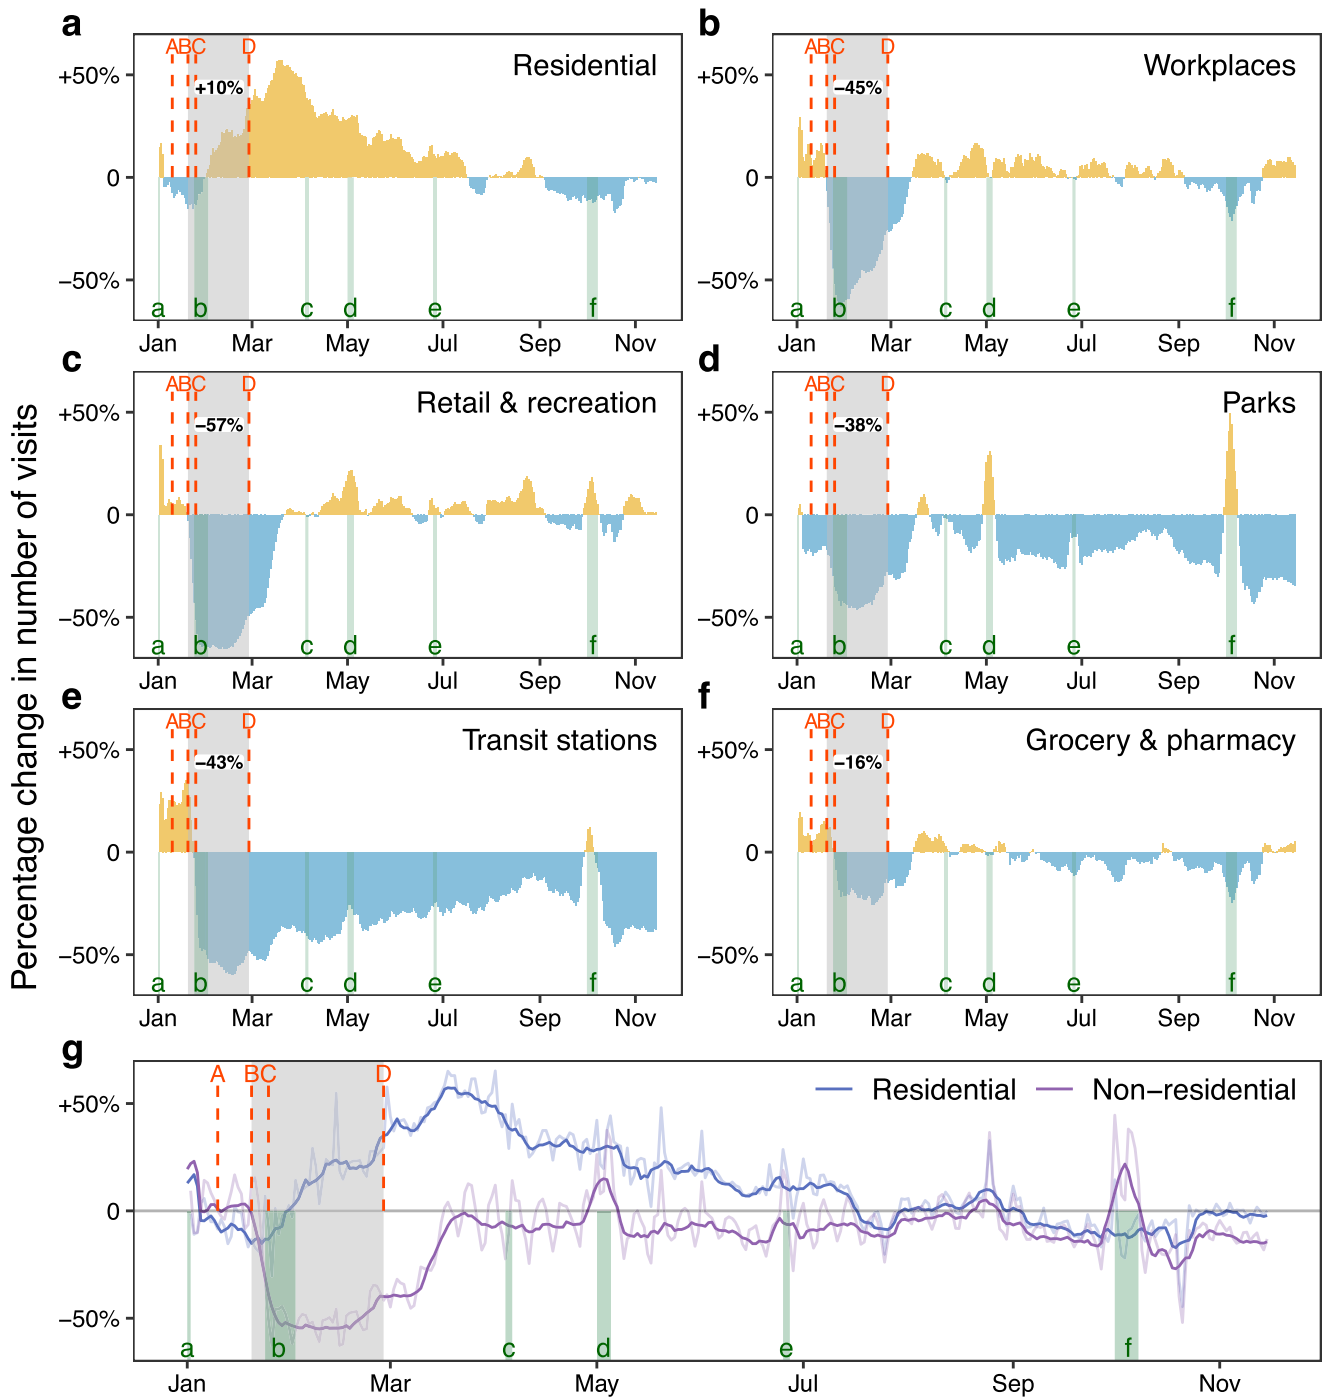 a
b
ABC D
+10%
Residential
ABC D
−45%
Workplaces
+50%
0
−50%
a b c d e f
Jan Mar May Jul Sep Nov
+50%
0
−50%
a b c d e f
Jan Mar May Jul Sep Nov
c
d
ABC D
−57%
Retail & recreation
ABC D
−38%
Parks
+50%
0
−50%
a b c d e f
Jan Mar May Jul Sep Nov
+50%
0
−50%
a b c d e f
Jan Mar May Jul Sep Nov
e
f
ABC D
−43%
Transit stations
ABC D
−16%
Grocery & pharmacy
+50%
0
−50%
a b c d e f
Jan Mar May Jul Sep Nov
+50%
0
−50%
a b c d e f
Jan Mar May Jul Sep Nov
Percentage change in number of visits
g
A BC D
Residential Non−residential
+50%
0
−50%
a b c d e f
Jan Mar May Jul Sep Nov